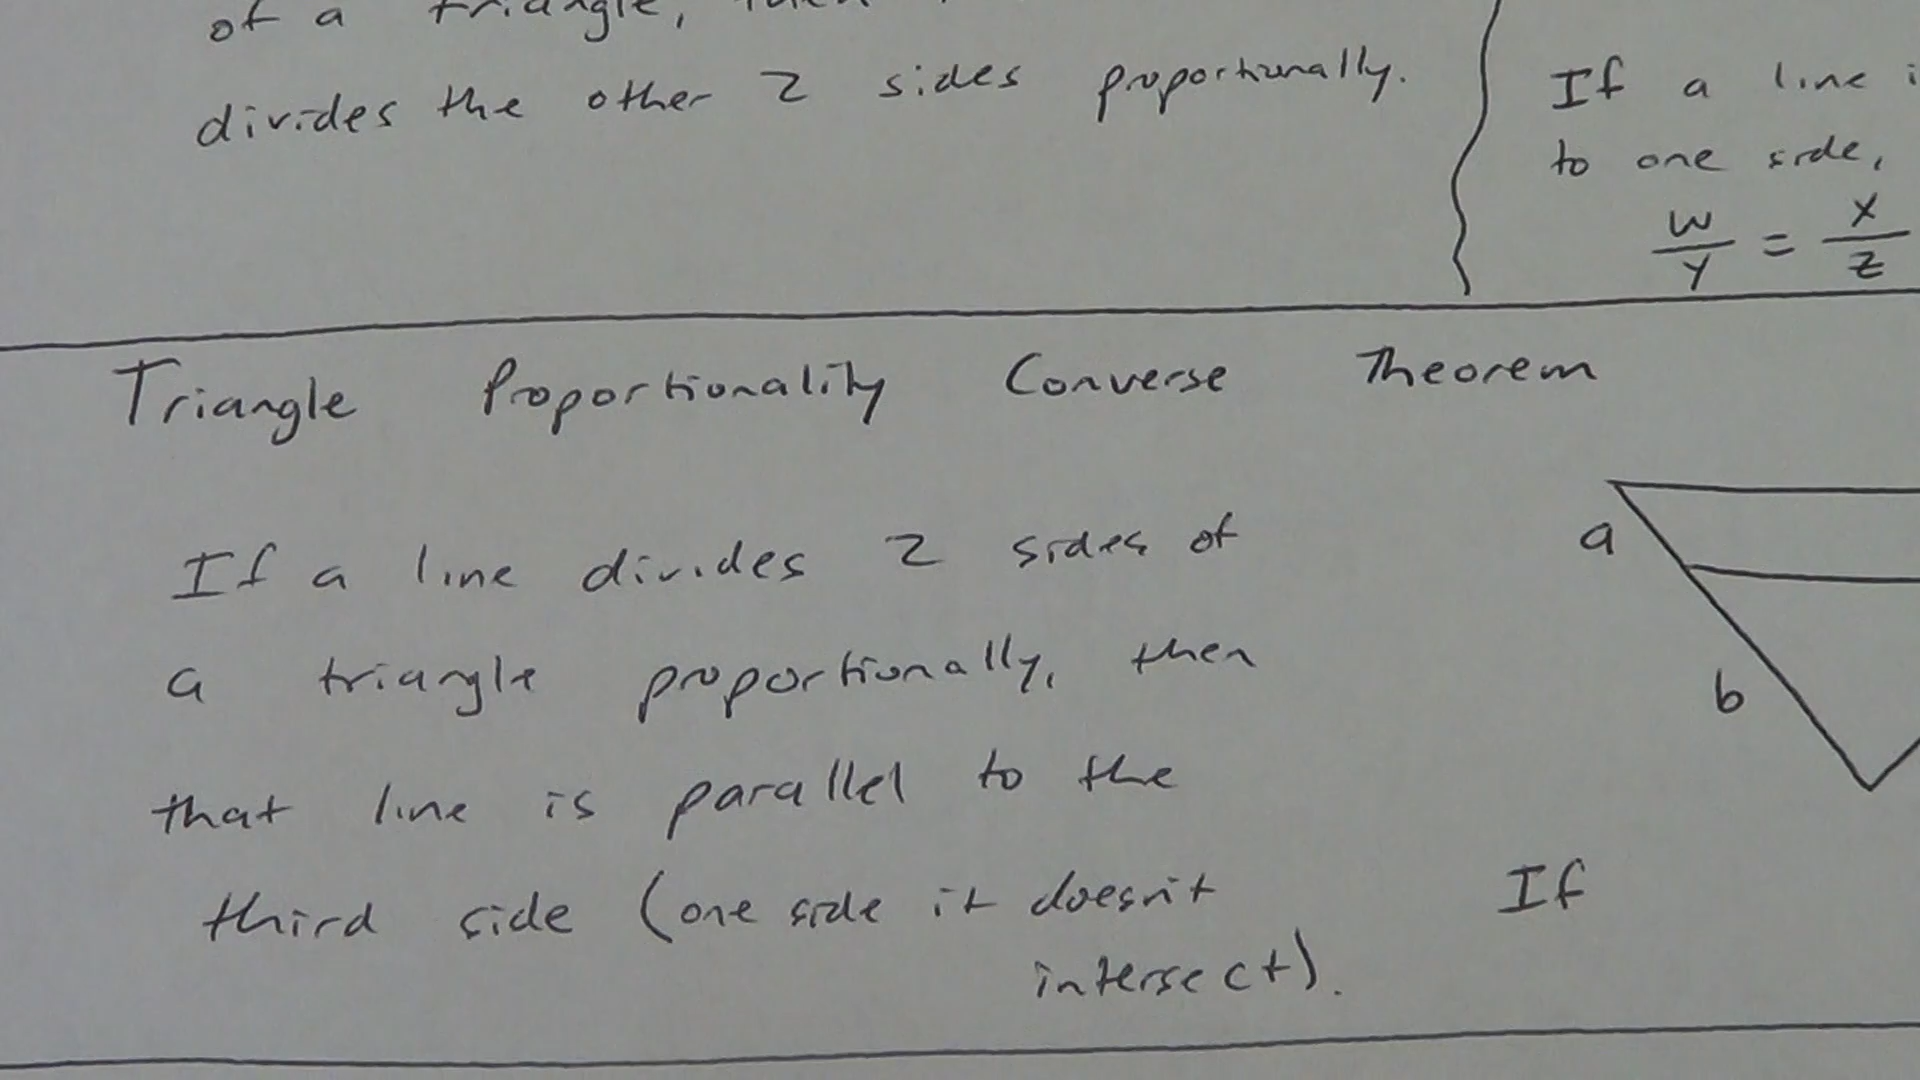 of a triangle,
divides the other 2 sides proportionally.
If a line
to one side,
w/y = x/z
Triangle Proportionality Converse Theorem
If a line divides 2 sides of
a triangle proportionally, then
that line is parallel to the
third side (one side it doesn't
intersect).
a
b
If